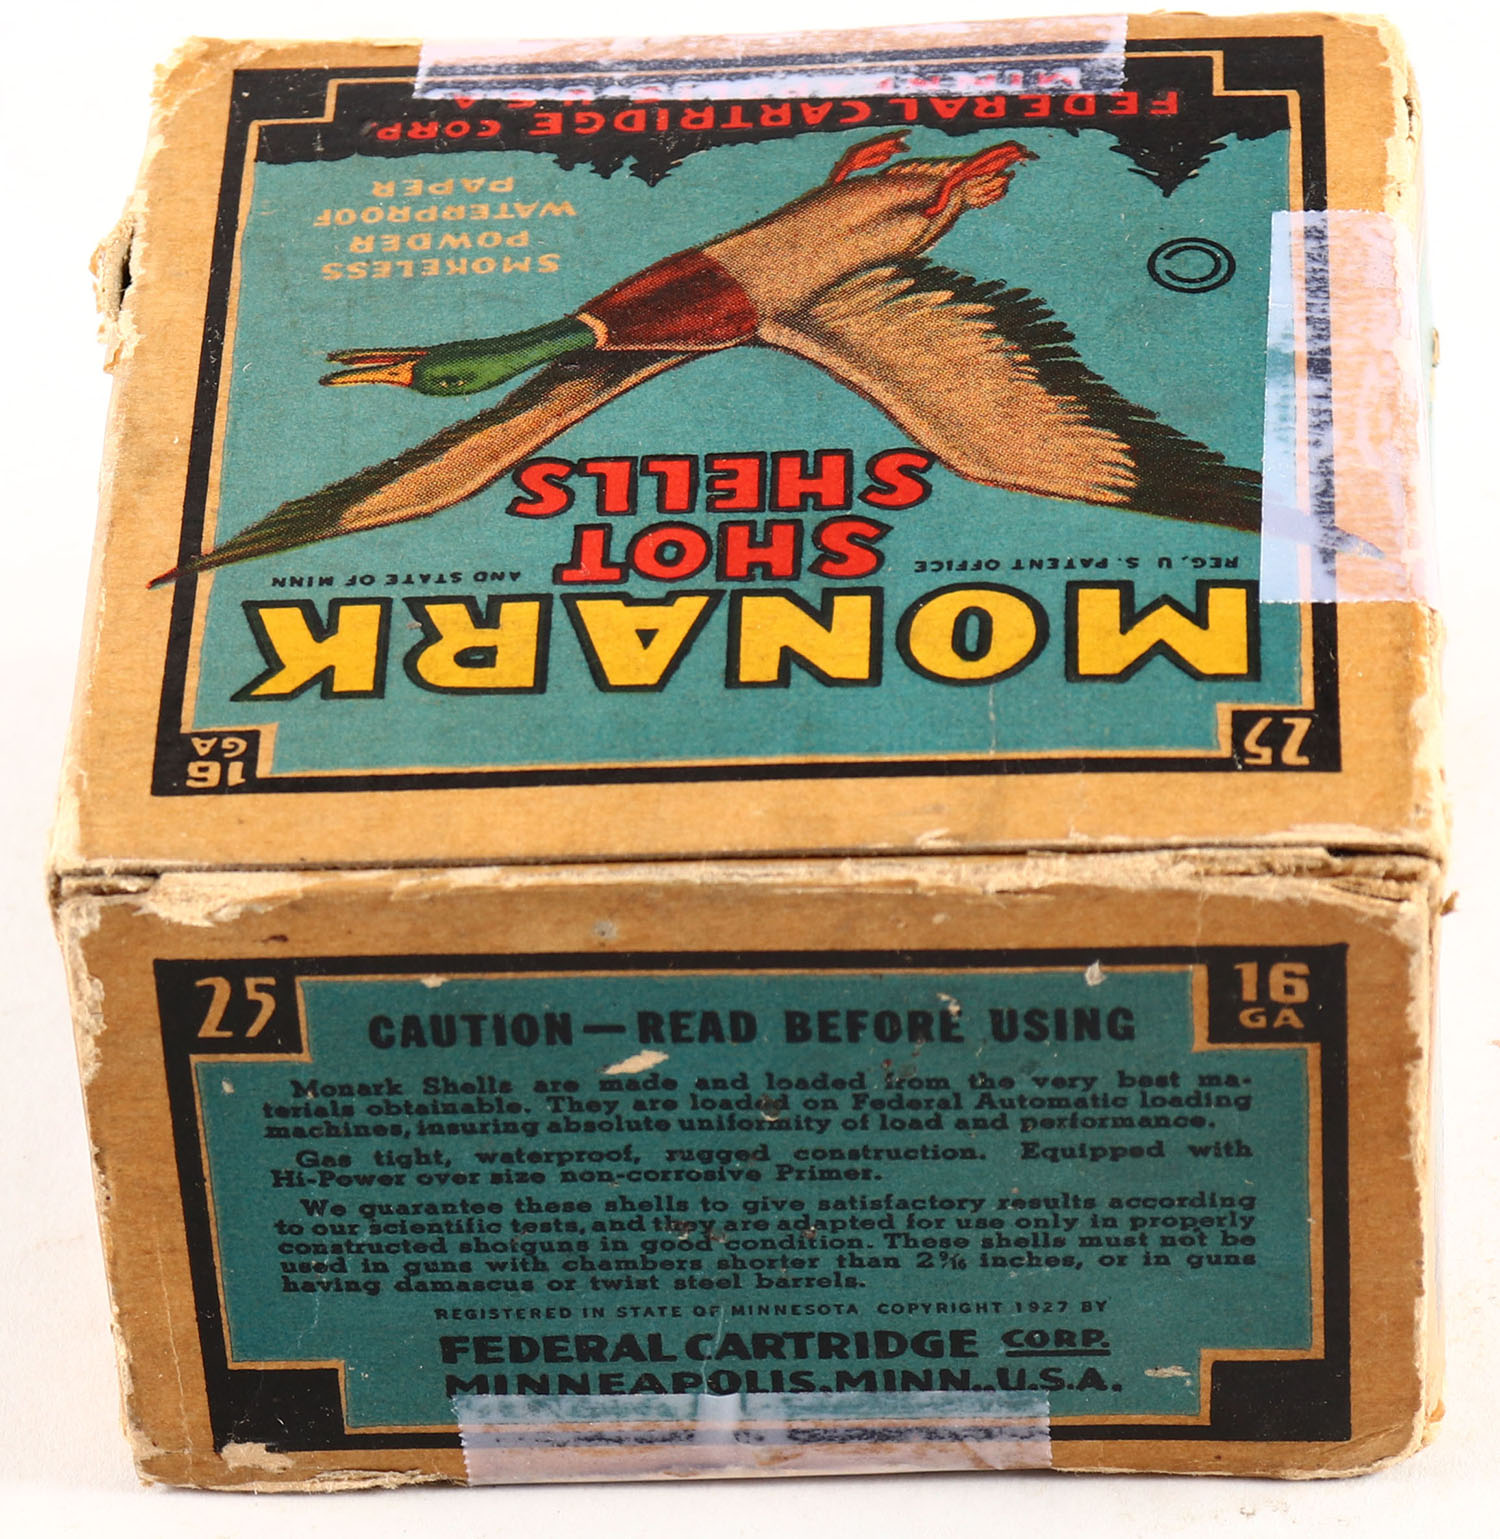 MONARK
REG. U S. PATENT OFFICE
AND STATE OF MINN
SHOT
SHELLS
SMOKELESS
POWDER
WATERPROOF
PAPER
FEDERAL CARTRIDGE CORP.
U.S.A.
25
16
GA
25
16
GA
CAUTION—READ BEFORE USING
Monark Shells are made and loaded from the very best ma-
terials obtainable. They are loaded on Federal Automatic loading
machines, insuring absolute uniformity of load and performance.
Gas tight, waterproof, rugged construction. Equipped with
Hi-Power over size non-corrosive Primer.
We guarantee these shells to give satisfactory results according
to our scientific tests, and they are adapted for use only in properly
constructed shotguns in good condition. These shells must not be
used in guns with chambers shorter than 2 9/16 inches, or in guns
having damascus or twist steel barrels.
REGISTERED IN STATE OF MINNESOTA COPYRIGHT 1927 BY
FEDERAL CARTRIDGE CORP.
MINNEAPOLIS, MINN., U.S.A.